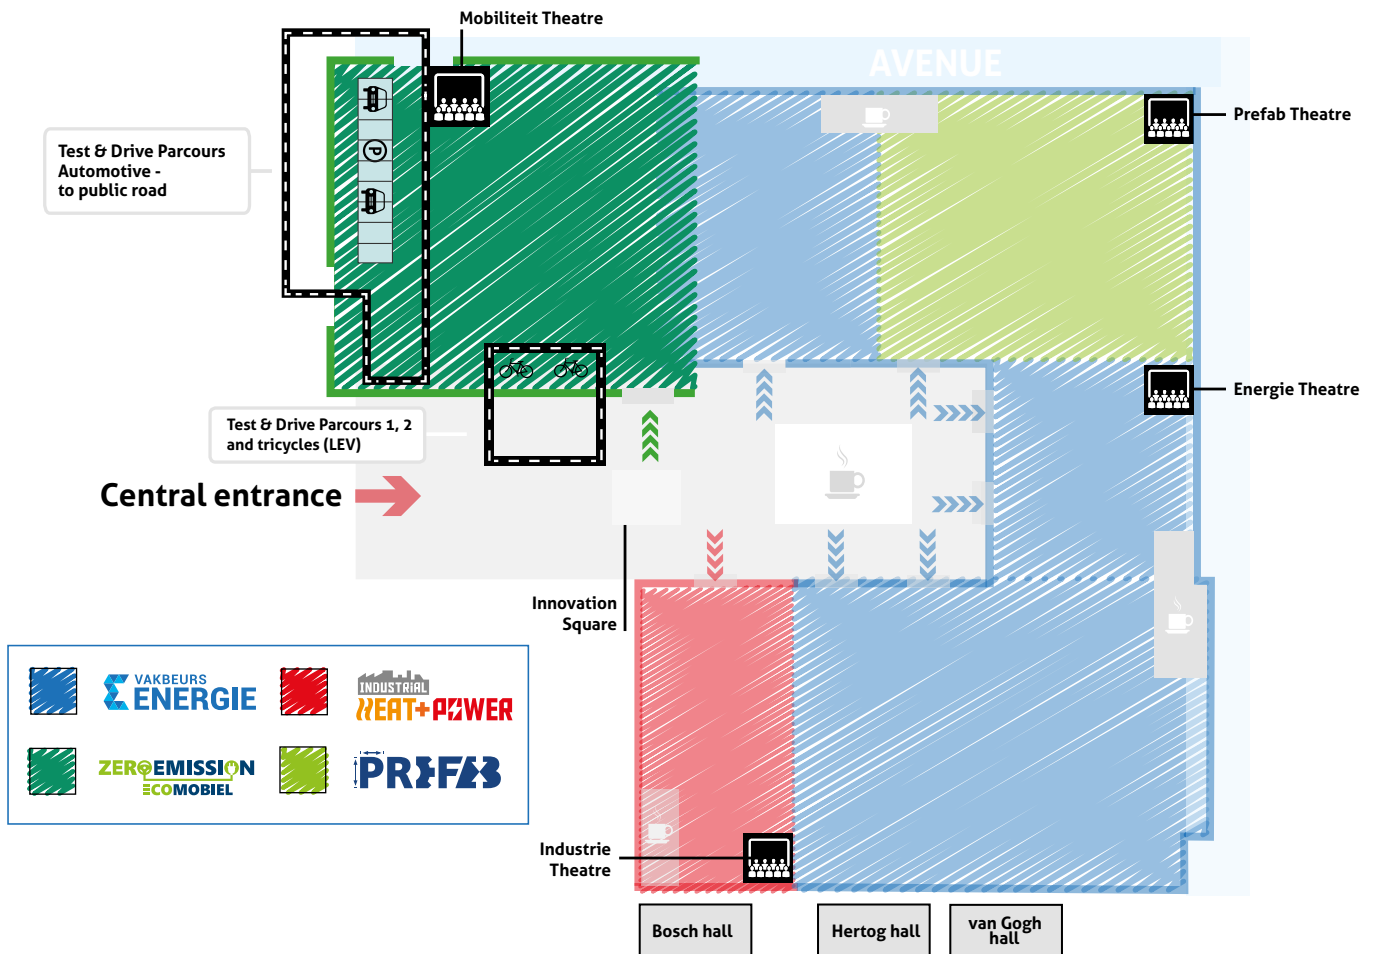 Mobiliteit Theatre
AVENUE
Prefab Theatre
Test & Drive Parcours
Automotive -
to public road
P
Energie Theatre
Test & Drive Parcours 1, 2
and tricycles (LEV)
Central entrance
Innovation
Square
VAKBEURS
ENERGIE
INDUSTRIAL
HEAT+POWER
ZEROEMISSION
ECOMOBIEL
PREFAB
Industrie
Theatre
Bosch hall
Hertog hall
van Gogh
hall